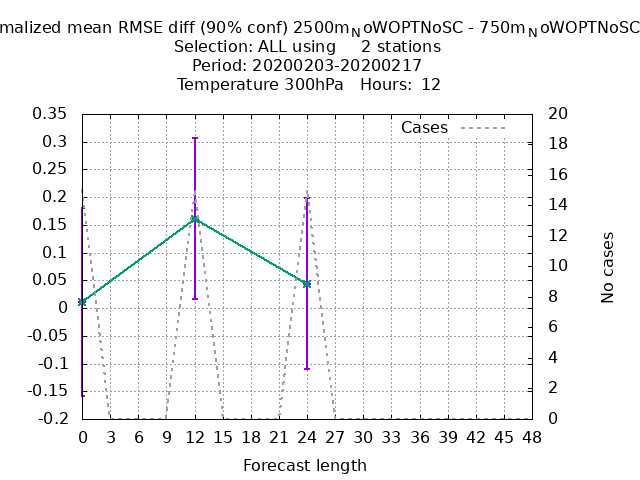 malized mean RMSE diff (90% conf) 2500mNoWOPTNoSC - 750mNoWOPTNoSC
Selection: ALL using 2 stations
Period: 20200203-20200217
Temperature 300hPa Hours: 12
Cases
0.35
0.3
0.25
0.2
0.15
0.1
0.05
0
-0.05
-0.1
-0.15
-0.2
20
18
16
14
12
10
8
6
4
2
0
No cases
0 3 6 9 12 15 18 21 24 27 30 33 36 39 42 45 48
Forecast length